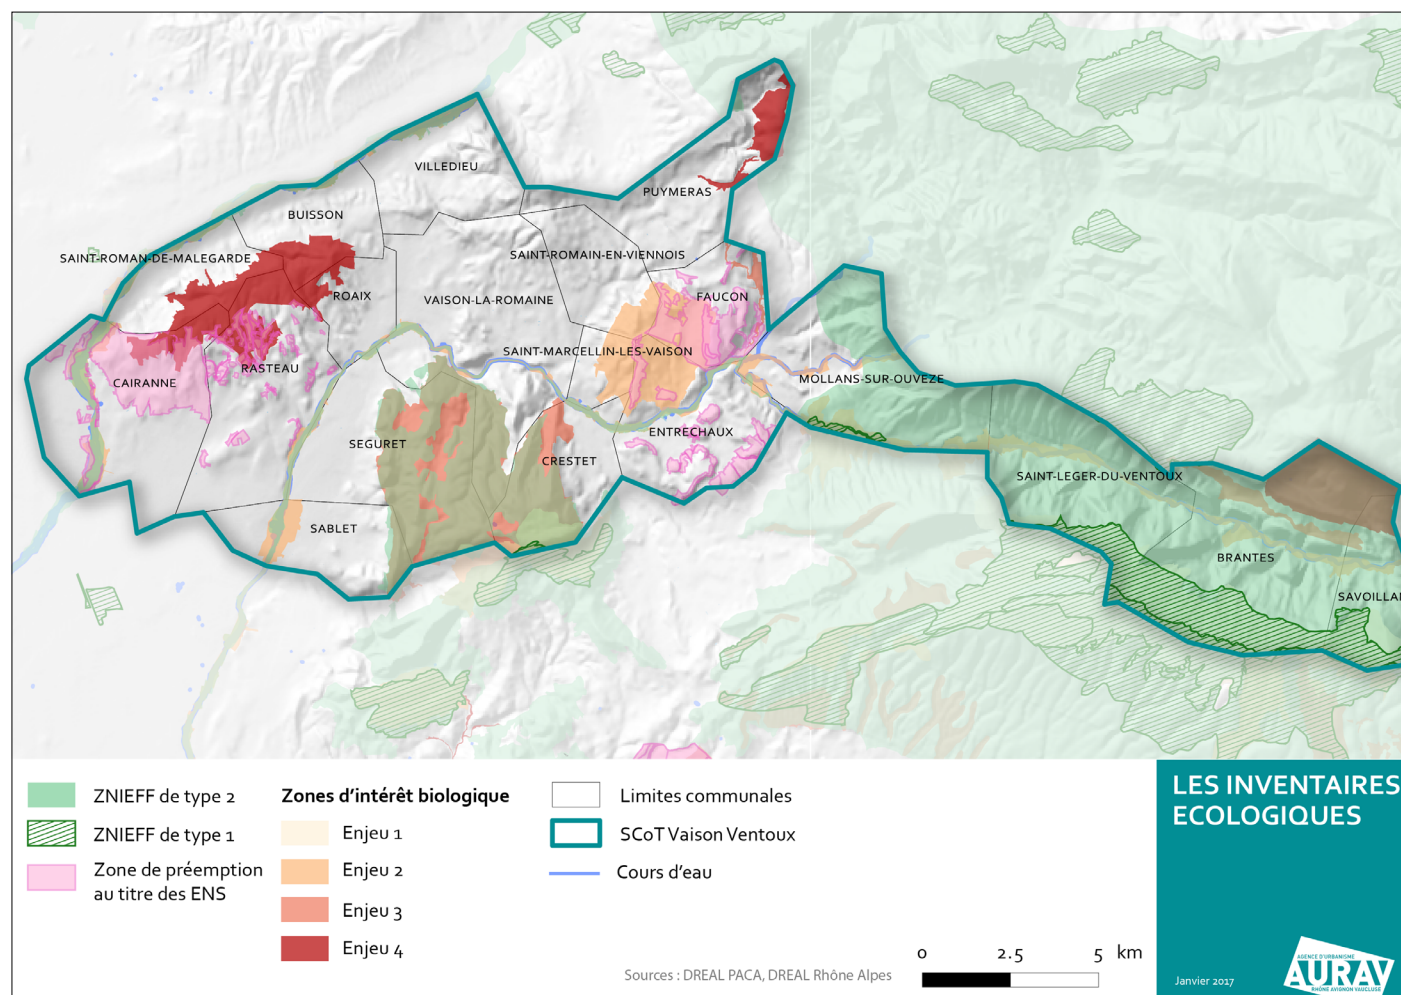 VILLEDIEU
PUYMERAS
BUISSON
SAINT-ROMAN-DE-MALEGARDE
SAINT-ROMAIN-EN-VIENNOIS
ROAIX
VAISON-LA-ROMAINE
FAUCON
SAINT-MARCELLIN-LES-VAISON
RASTEAU
CAIRANNE
MOLLANS-SUR-OUVEZE
ENTRECHAUX
SEGURET
CRESTET
SAINT-LEGER-DU-VENTOUX
SABLET
BRANTES
SAVOILLAN
ZNIEFF de type 2
ZNIEFF de type 1
Zone de préemption
au titre des ENS
Zones d'intérêt biologique
Enjeu 1
Enjeu 2
Enjeu 3
Enjeu 4
Limites communales
SCoT Vaison Ventoux
Cours d'eau
0 2.5 5 km
Sources : DREAL PACA, DREAL Rhône Alpes
LES INVENTAIRES
ECOLOGIQUES
Janvier 2017
AGENCE D'URBANISME
AURAV
RHÔNE AVIGNON VAUCLUSE